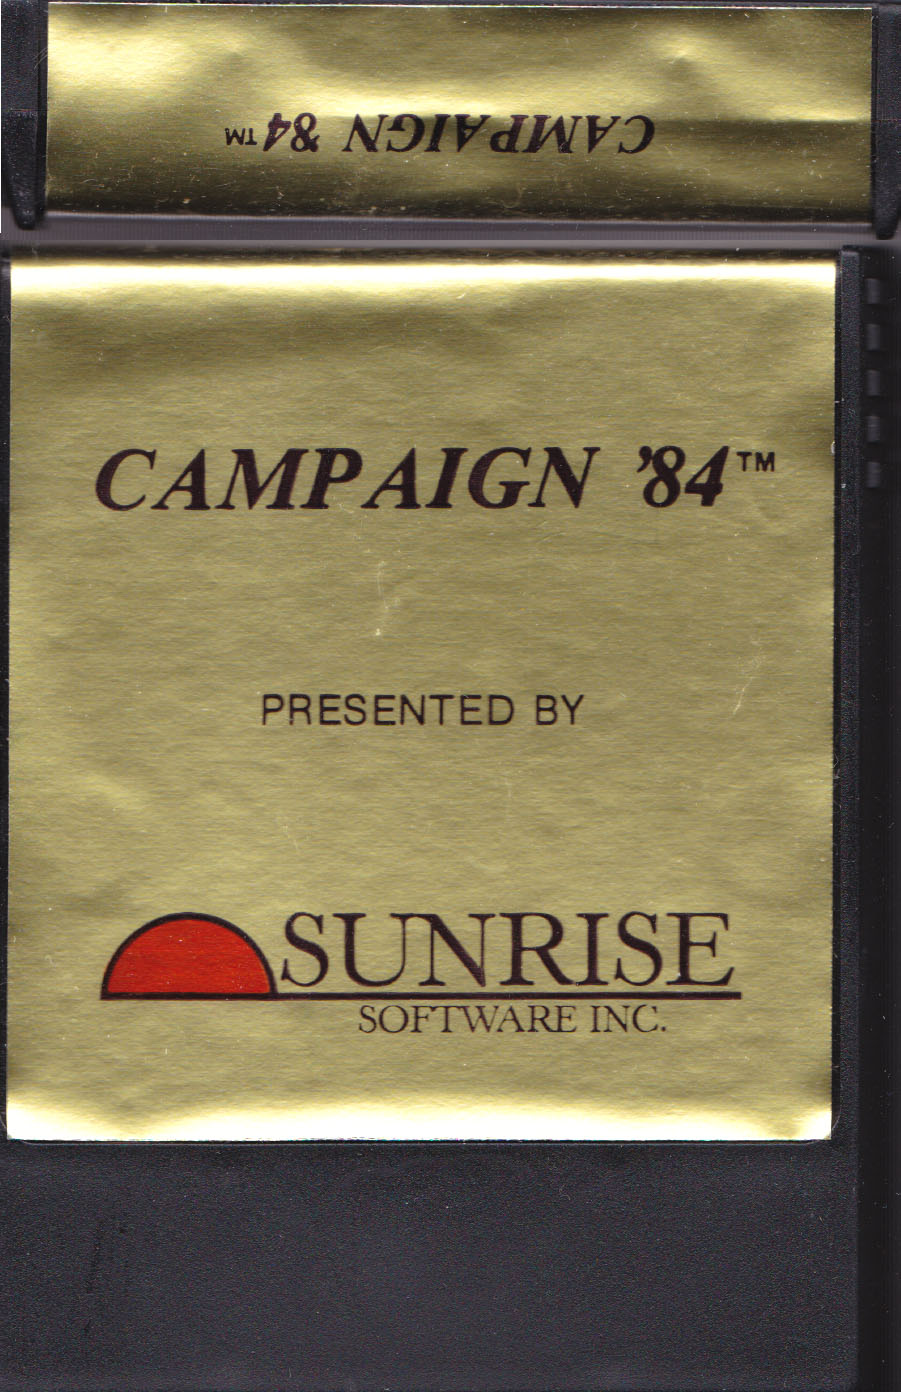 CAMPAIGN '84™
CAMPAIGN '84™
PRESENTED BY
SUNRISE
SOFTWARE INC.